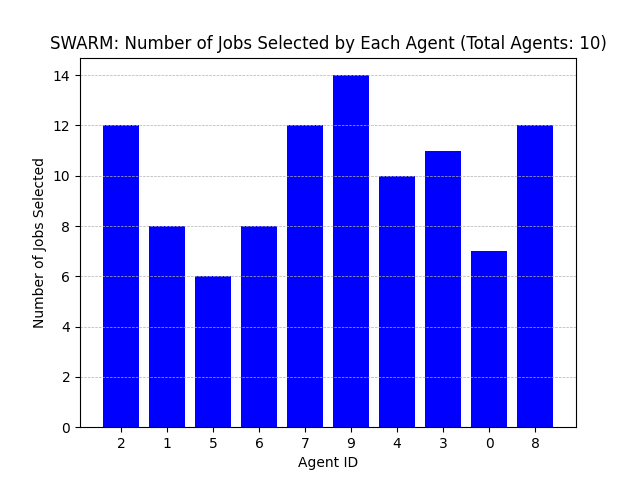 SWARM: Number of Jobs Selected by Each Agent (Total Agents: 10)
Number of Jobs Selected
14
12
10
8
6
4
2
0
2 1 5 6 7 9 4 3 0 8
Agent ID